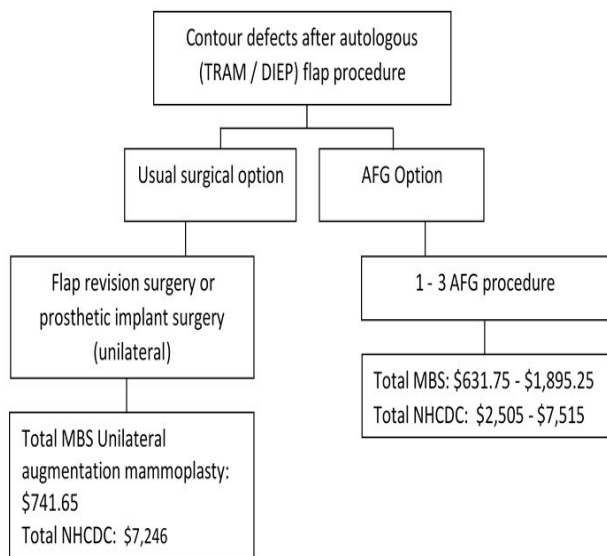 Contour defects after autologous
(TRAM / DIEP) flap procedure
Usual surgical option
AFG Option
Flap revision surgery or
prosthetic implant surgery
(unilateral)
1 - 3 AFG procedure
Total MBS: $631.75 - $1,895.25
Total NHCDC: $2,505 - $7,515
Total MBS Unilateral
augmentation mammoplasty:
$741.65
Total NHCDC: $7,246